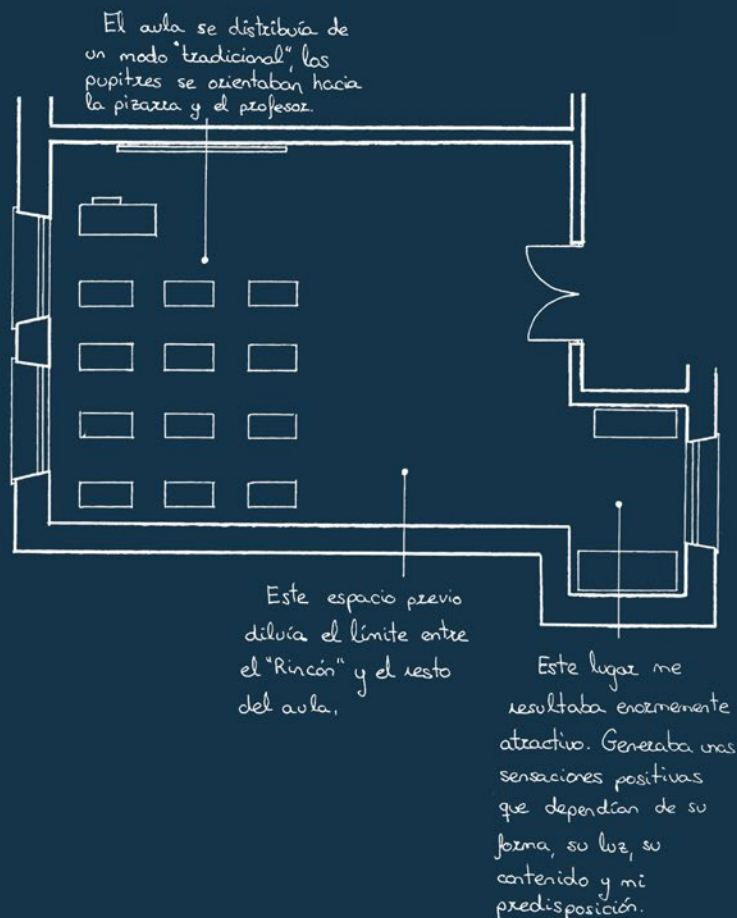 El aula se distribuía de
un modo "tradicional", los
pupitres se orientaban hacia
la pizarra y el profesor.
Este espacio previo
diluía el límite entre
el "Rincón" y el resto
del aula.
Este lugar me
resultaba enormemente
atractivo. Generaba unas
sensaciones positivas
que dependían de su
forma, su luz, su
contenido y mi
predisposición.